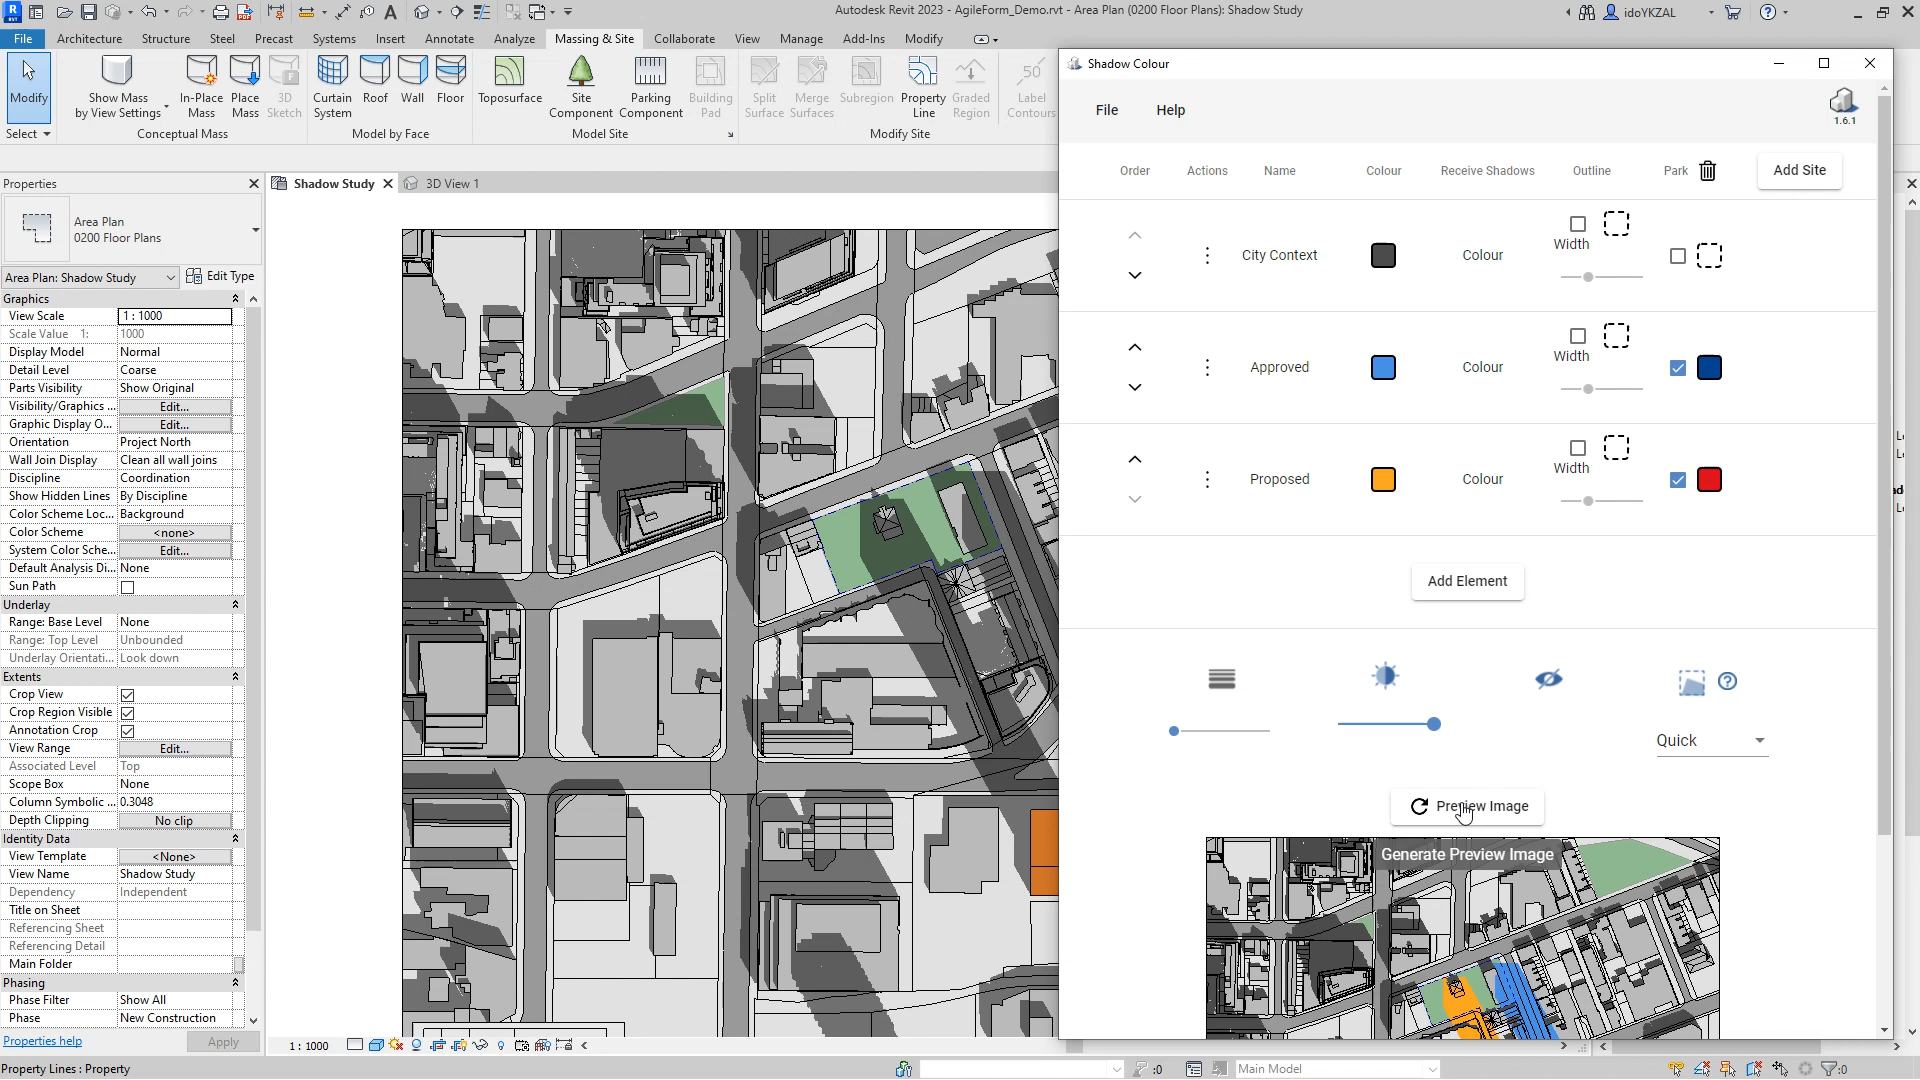 Autodesk Revit 2023 - AgileForm_Demo.rvt - Area Plan (0200 Floor Plans): Shadow Study
idoYKZAL
File Architecture Structure Steel Precast Systems Insert Annotate Analyze Massing & Site Collaborate View Manage Add-Ins Modify
Modify
Show Mass by View Settings
In-Place Mass
Place Mass
3D Sketch
Curtain System
Roof
Wall
Floor
Toposurface
Site Component
Parking Component
Building Pad
Split Surface
Merge Surfaces
Subregion
Property Line
Graded Region
Label Contours
Select
Conceptual Mass
Model by Face
Model Site
Modify Site
Properties
Area Plan
0200 Floor Plans
Area Plan: Shadow Study
Edit Type
Graphics
View Scale 1 : 1000
Scale Value 1: 1000
Display Model Normal
Detail Level Coarse
Parts Visibility Show Original
Visibility/Graphics ... Edit...
Graphic Display O... Edit...
Orientation Project North
Wall Join Display Clean all wall joins
Discipline Coordination
Show Hidden Lines By Discipline
Color Scheme Loc... Background
Color Scheme <none>
System Color Sche... Edit...
Default Analysis Di... None
Sun Path
Underlay
Range: Base Level None
Range: Top Level Unbounded
Underlay Orientati... Look down
Extents
Crop View
Crop Region Visible
Annotation Crop
View Range Edit...
Associated Level Top
Scope Box None
Column Symbolic ... 0.3048
Depth Clipping No clip
Identity Data
View Template <None>
View Name Shadow Study
Dependency Independent
Title on Sheet
Referencing Sheet
Referencing Detail
Main Folder
Phasing
Phase Filter Show All
Phase New Construction
Properties help
Apply
Property Lines : Property
Shadow Study
3D View 1
1 : 1000
:0
Main Model
:0
Shadow Colour
File Help
1.6.1
Order Actions Name Colour Receive Shadows Outline Park
Add Site
Width
City Context Colour
Width
Approved Colour
Width
Proposed Colour
Add Element
Quick
Preview Image
Generate Preview Image